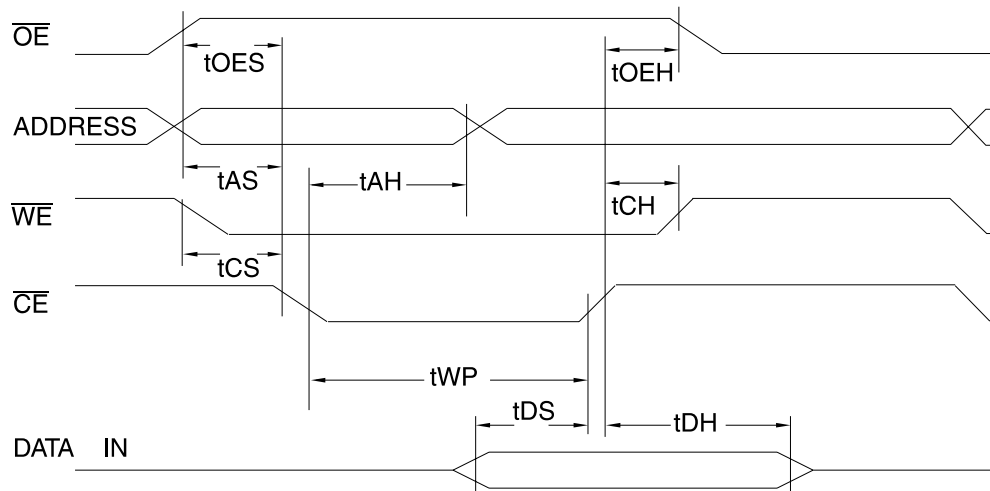 OE
tOES
tOEH
ADDRESS
tAS
tAH
tCH
WE
tCS
CE
tWP
tDS
tDH
DATA IN